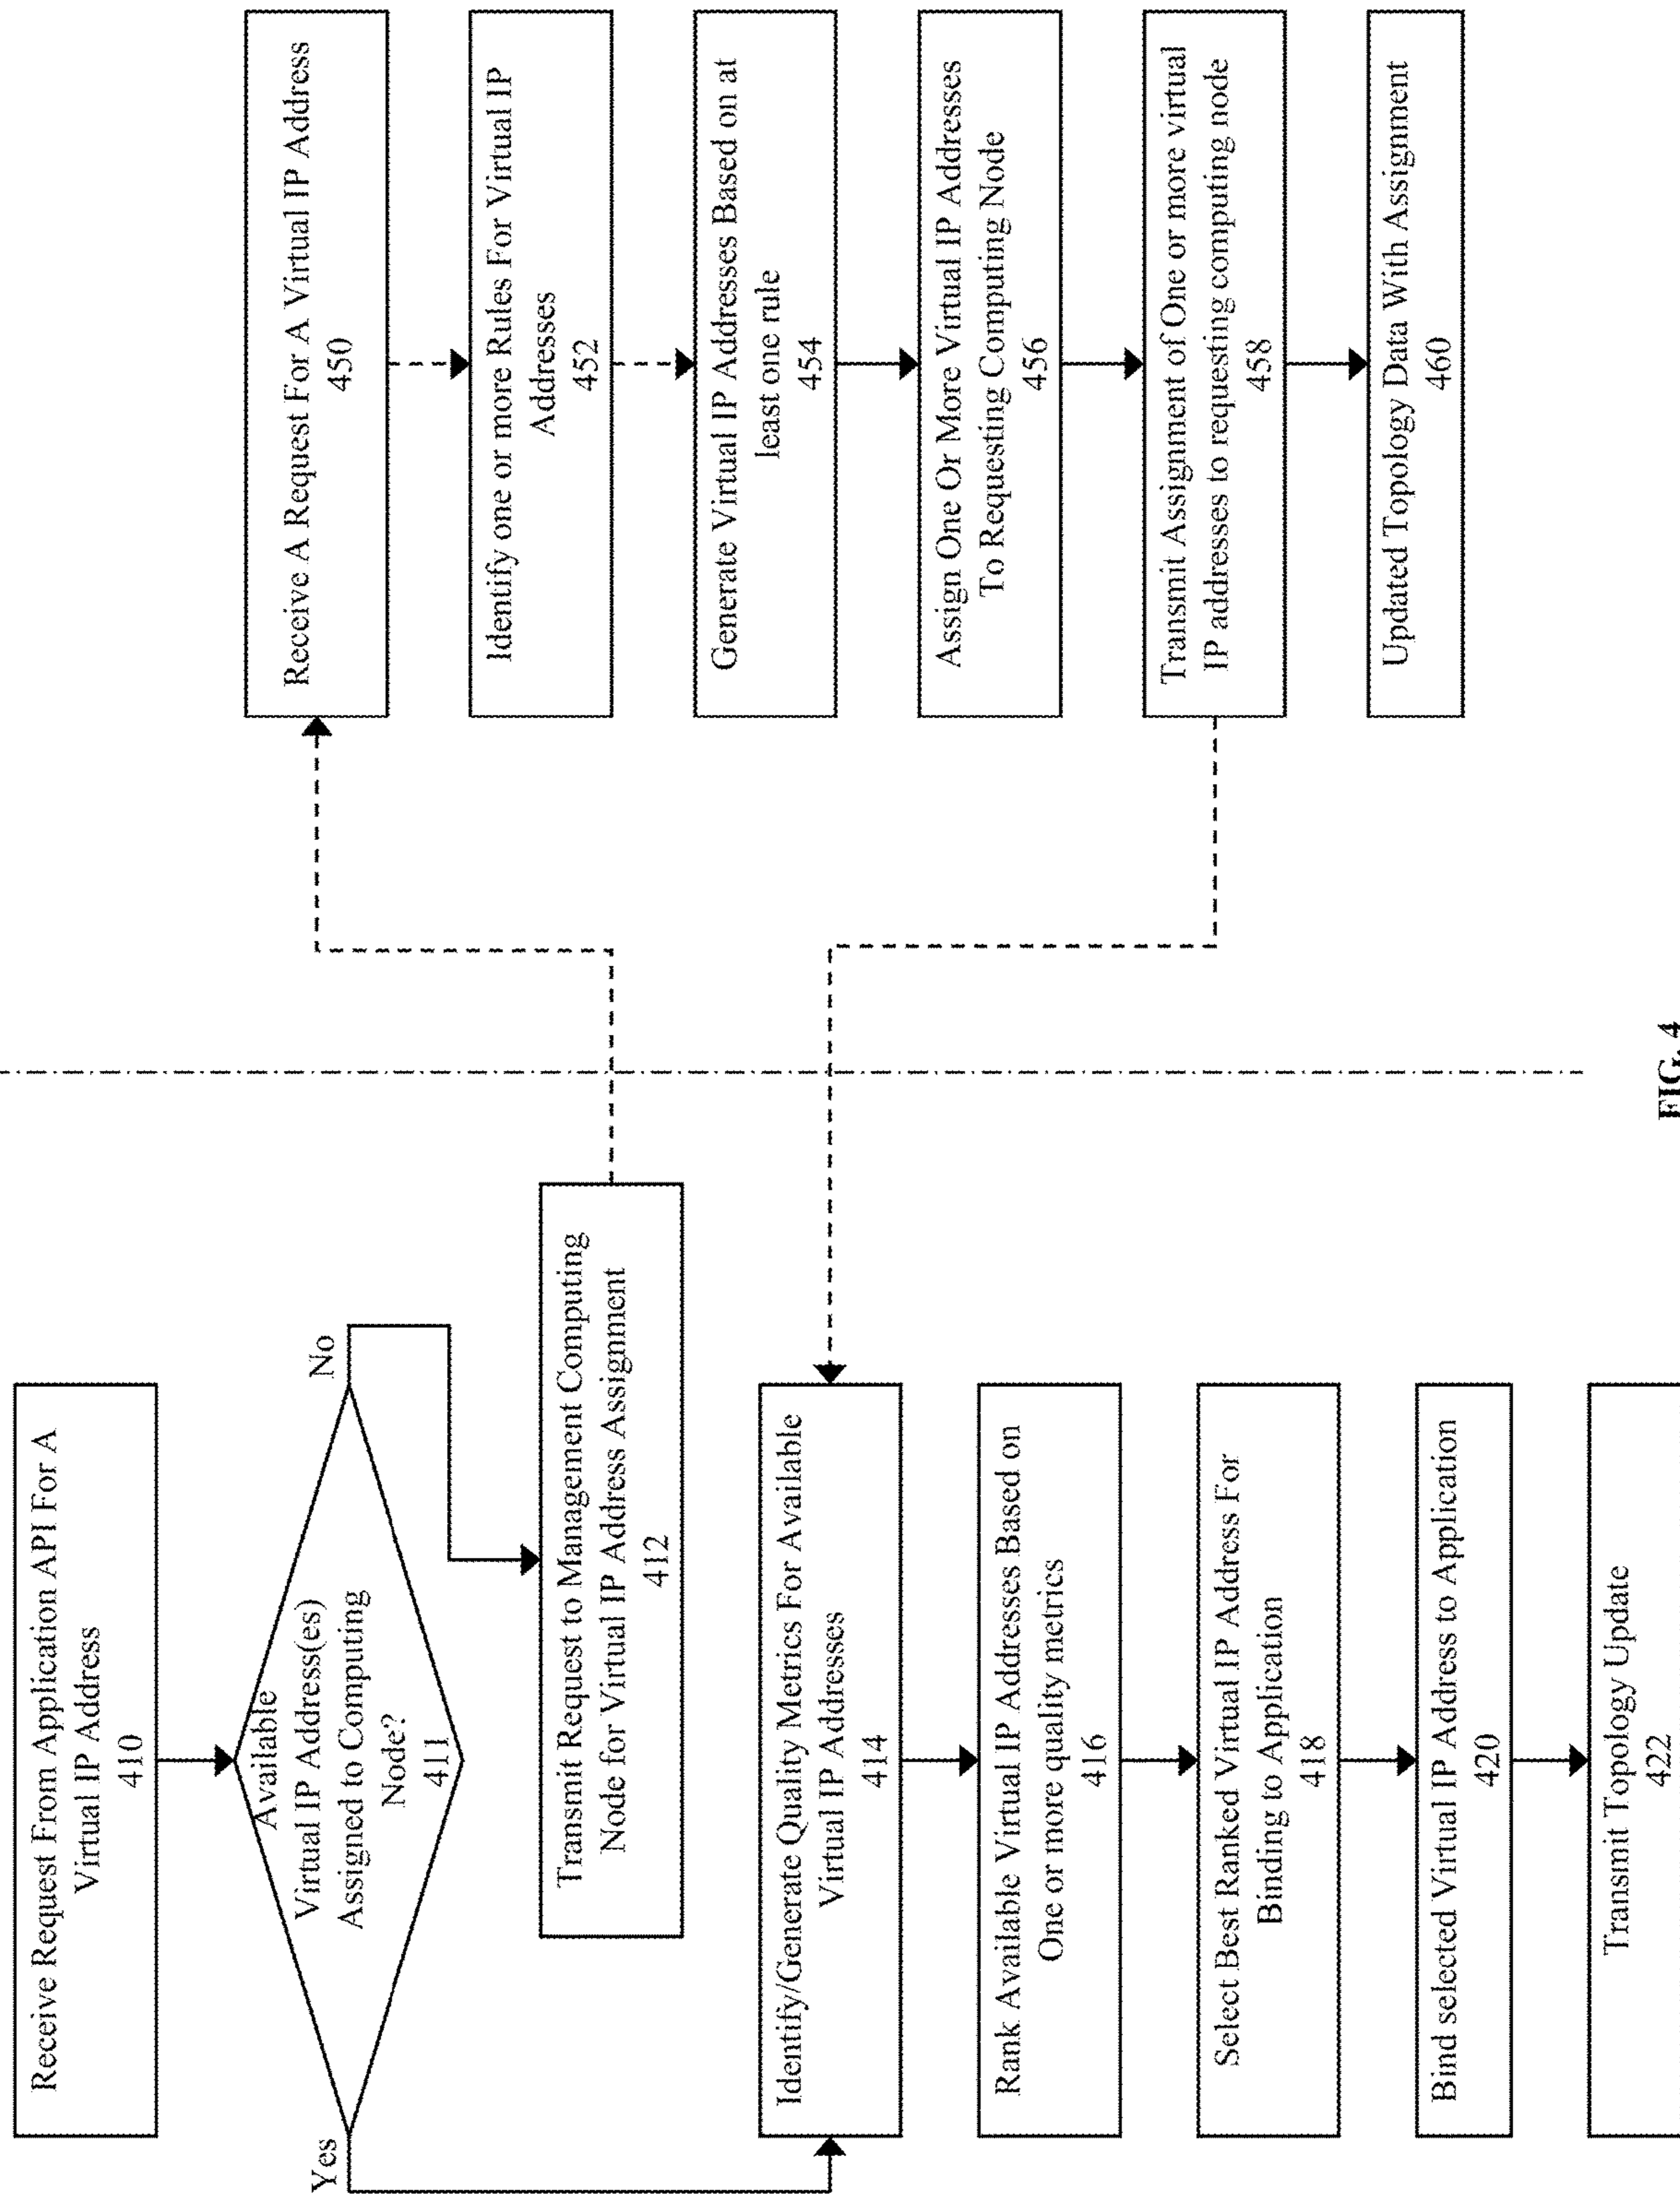 Receive Request From Application API For A
Virtual IP Address
410
Available
Virtual IP Address(es)
Assigned to Computing
Node?
411
Yes
No
Transmit Request to Management Computing
Node for Virtual IP Address Assignment
412
Identify/Generate Quality Metrics For Available
Virtual IP Addresses
414
Rank Available Virtual IP Addresses Based on
One or more quality metrics
416
Select Best Ranked Virtual IP Address For
Binding to Application
418
Bind selected Virtual IP Address to Application
420
Transmit Topology Update
422
Receive A Request For A Virtual IP Address
450
Identify one or more Rules For Virtual IP
Addresses
452
Generate Virtual IP Addresses Based on at
least one rule
454
Assign One Or More Virtual IP Addresses
To Requesting Computing Node
456
Transmit Assignment of One or more virtual
IP addresses to requesting computing node
458
Updated Topology Data With Assignment
460
FIG. 4